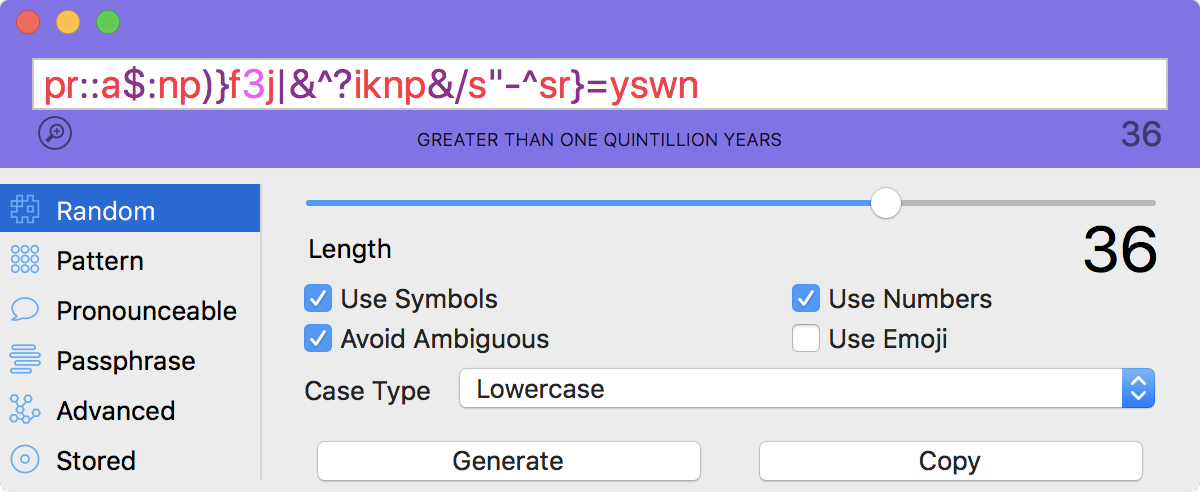 pr::a$:np)}f3j|&^?iknp&/s"-^sr}=yswn
GREATER THAN ONE QUINTILLION YEARS
36
Random
Pattern
Pronounceable
Passphrase
Advanced
Stored
Length
36
Use Symbols
Use Numbers
Avoid Ambiguous
Use Emoji
Case Type
Lowercase
Generate
Copy